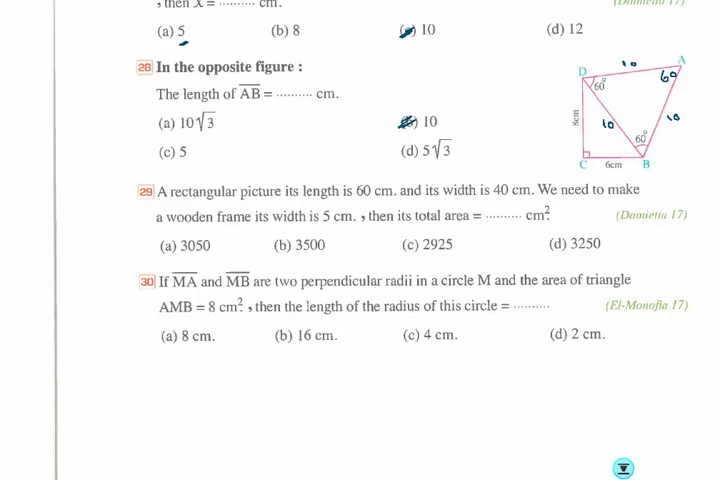 , then X = .......... cm.
(Damietta 17)
(a) 5 (b) 8 (c) 10 (d) 12
28 In the opposite figure :
The length of AB = .......... cm.
(a) 10√3 (b) 10
(c) 5 (d) 5√3
D 10 A
60° 60
8cm 10 10
60°
C 6cm B
29 A rectangular picture its length is 60 cm. and its width is 40 cm. We need to make
a wooden frame its width is 5 cm. , then its total area = .......... cm². (Damietta 17)
(a) 3050 (b) 3500 (c) 2925 (d) 3250
30 If MA and MB are two perpendicular radii in a circle M and the area of triangle
AMB = 8 cm². , then the length of the radius of this circle = .......... (El-Monofia 17)
(a) 8 cm. (b) 16 cm. (c) 4 cm. (d) 2 cm.